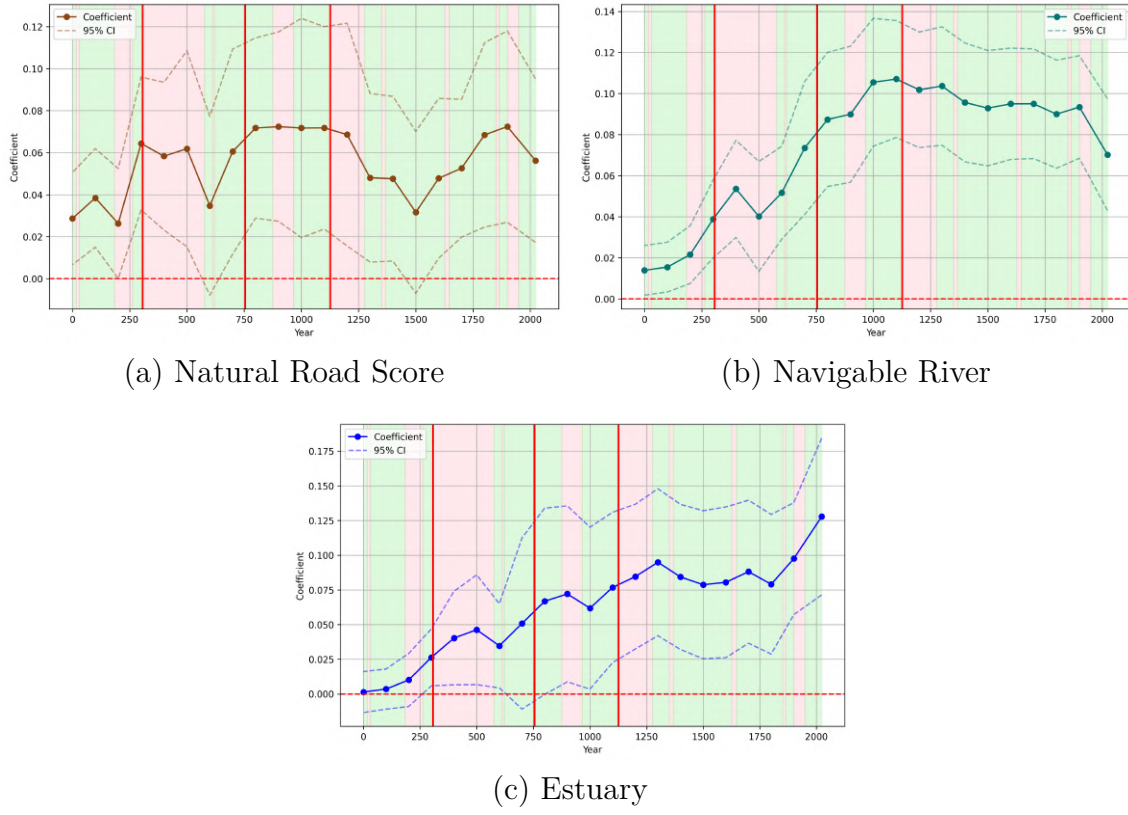 Coefficient
95% CI
0.12
0.10
0.08
0.06
0.04
0.02
0.00
Coefficient
0 250 500 750 1000 1250 1500 1750 2000
Year
(a) Natural Road Score
Coefficient
95% CI
0.14
0.12
0.10
0.08
0.06
0.04
0.02
0.00
Coefficient
0 250 500 750 1000 1250 1500 1750 2000
Year
(b) Navigable River
Coefficient
95% CI
0.175
0.150
0.125
0.100
0.075
0.050
0.025
0.000
Coefficient
0 250 500 750 1000 1250 1500 1750 2000
Year
(c) Estuary